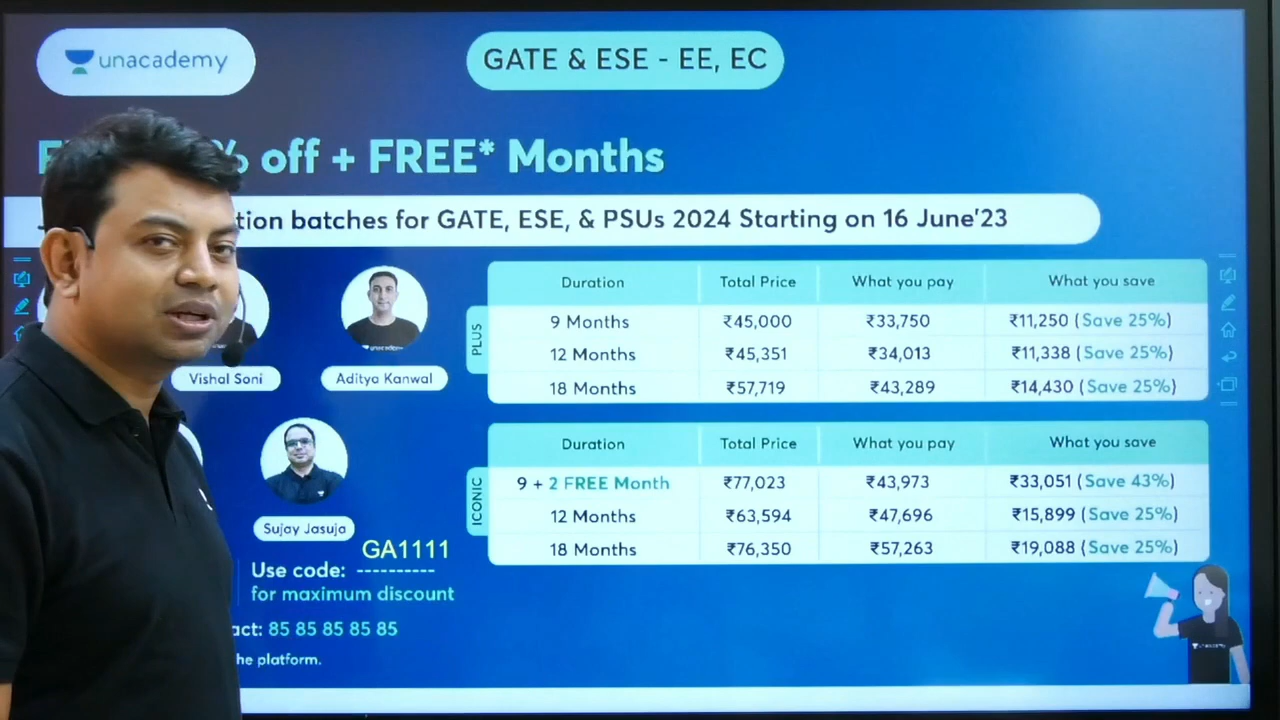 unacademy
GATE & ESE - EE, EC
% off + FREE* Months
tion batches for GATE, ESE, & PSUs 2024 Starting on 16 June'23
Vishal Soni
Aditya Kanwal
Sujay Jasuja
GA1111
Use code: ----------
for maximum discount
act: 85 85 85 85 85
he platform.
PLUS
Duration Total Price What you pay What you save
9 Months ₹45,000 ₹33,750 ₹11,250 (Save 25%)
12 Months ₹45,351 ₹34,013 ₹11,338 (Save 25%)
18 Months ₹57,719 ₹43,289 ₹14,430 (Save 25%)
ICONIC
Duration Total Price What you pay What you save
9 + 2 FREE Month ₹77,023 ₹43,973 ₹33,051 (Save 43%)
12 Months ₹63,594 ₹47,696 ₹15,899 (Save 25%)
18 Months ₹76,350 ₹57,263 ₹19,088 (Save 25%)